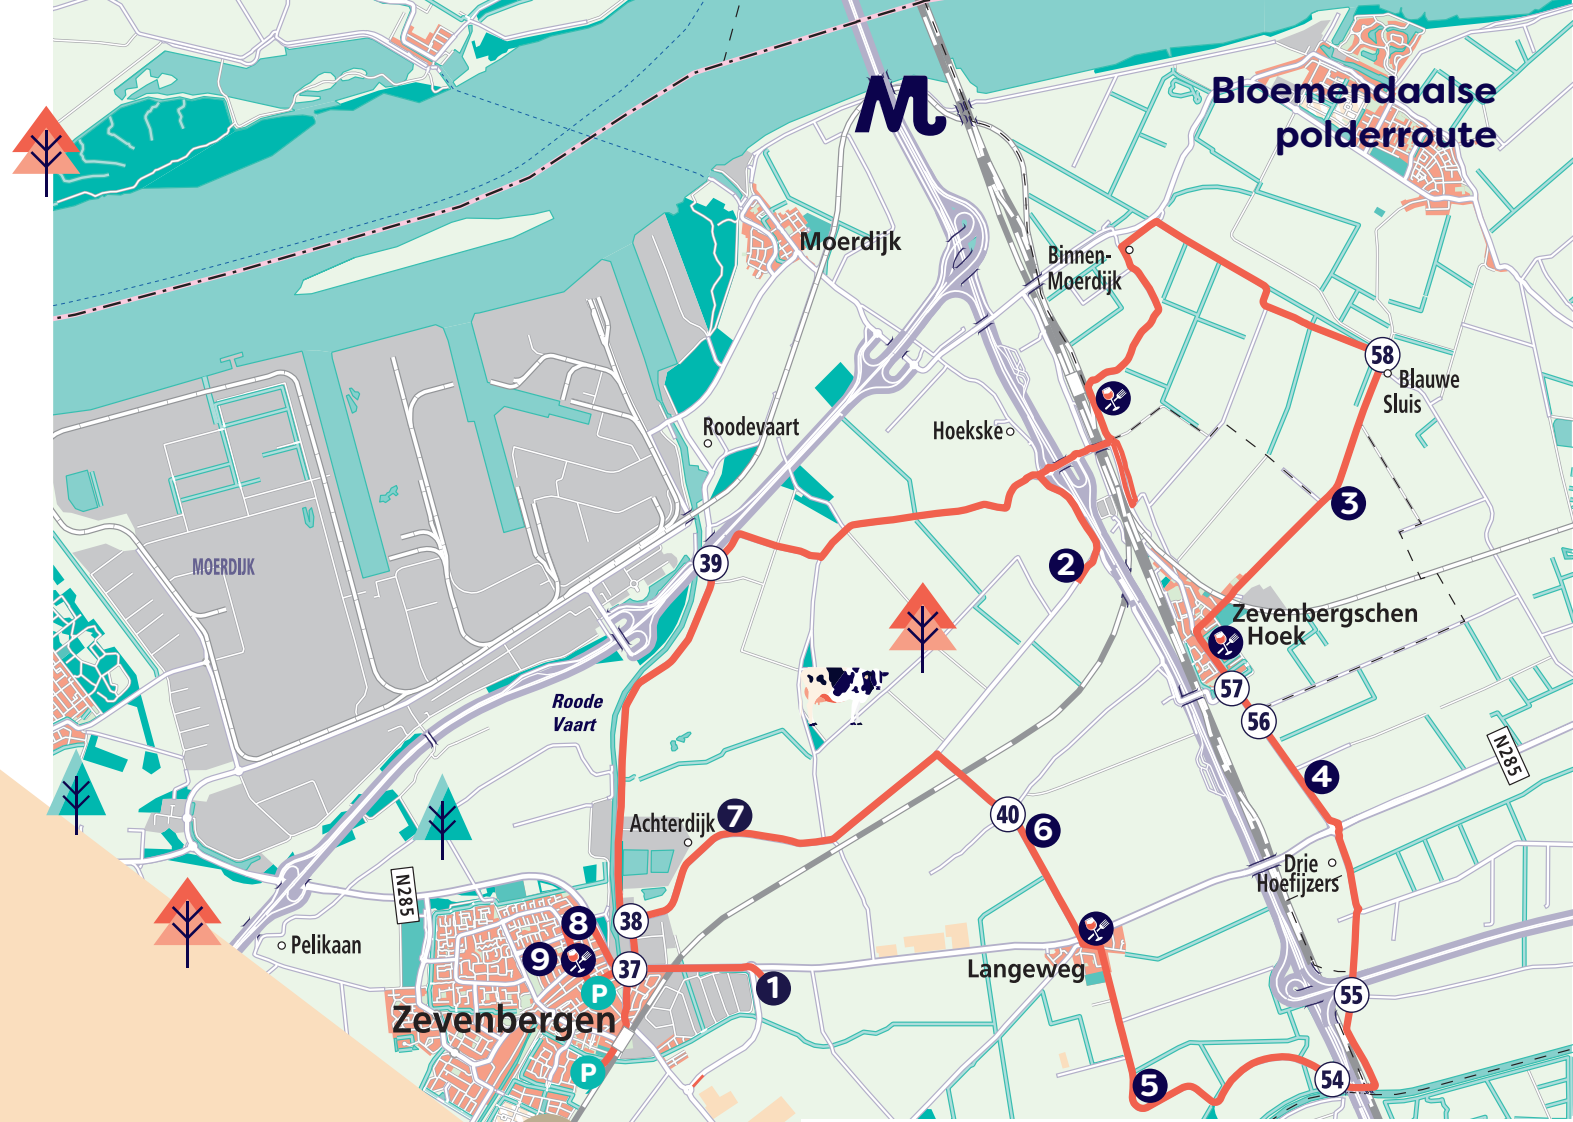 M
Bloemendaalse
polderroute
Moerdijk
Binnen-
Moerdijk
58
Blauwe
Sluis
Roodevaart
Hoekske
3
MOERDIJK
39
2
Zevenbergschen
Hoek
Roode
Vaart
57
56
N285
4
Achterdijk
7
40
6
Drie
Hoefijzers
N285
8
38
Pelikaan
9
37
Langeweg
1
P
55
Zevenbergen
P
5
54